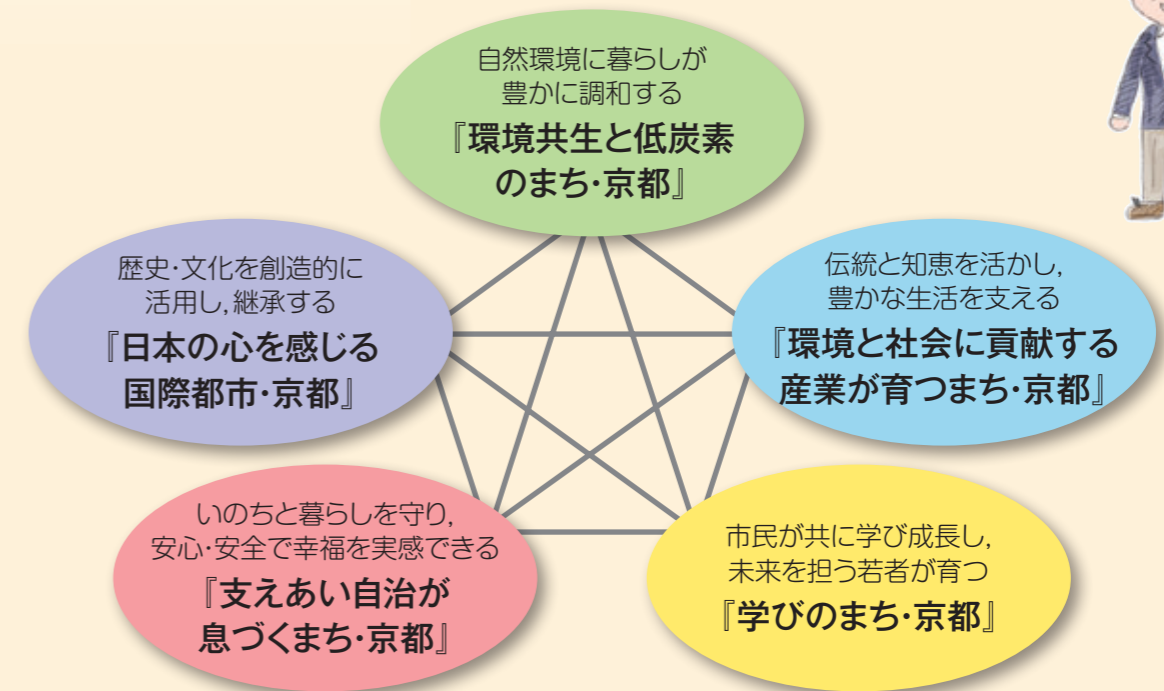 自然環境に暮らしが
豊かに調和する
『環境共生と低炭素
のまち・京都』
歴史・文化を創造的に
活用し,継承する
『日本の心を感じる
国際都市・京都』
伝統と知恵を活かし,
豊かな生活を支える
『環境と社会に貢献する
産業が育つまち・京都』
いのちと暮らしを守り,
安心・安全で幸福を実感できる
『支えあい自治が
息づくまち・京都』
市民が共に学び成長し,
未来を担う若者が育つ
『学びのまち・京都』